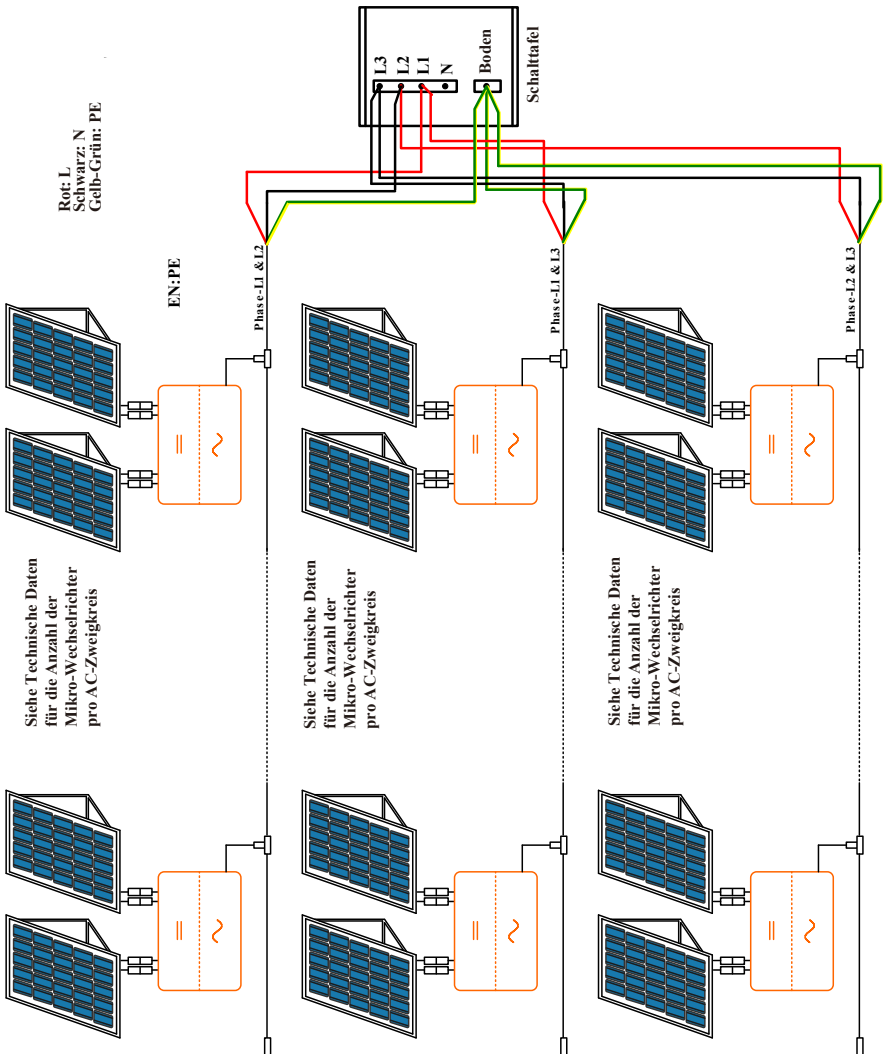 L3
L2
L1
N
Boden
Schalttafel
Rot: L
Schwarz: N
Gelb-Grün: PE
EN:PE
Phase-L1 & L2
Phase-L1 & L3
Phase-L2 & L3
Siehe Technische Daten
für die Anzahl der
Mikro-Wechselrichter
pro AC-Zweigkreis
Siehe Technische Daten
für die Anzahl der
Mikro-Wechselrichter
pro AC-Zweigkreis
Siehe Technische Daten
für die Anzahl der
Mikro-Wechselrichter
pro AC-Zweigkreis